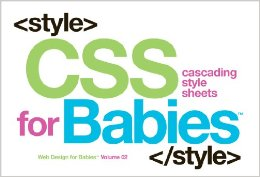 <style>
CSS
cascading
style
sheets
for Babies™
Web Design for Babies™ Volume 02
</style>